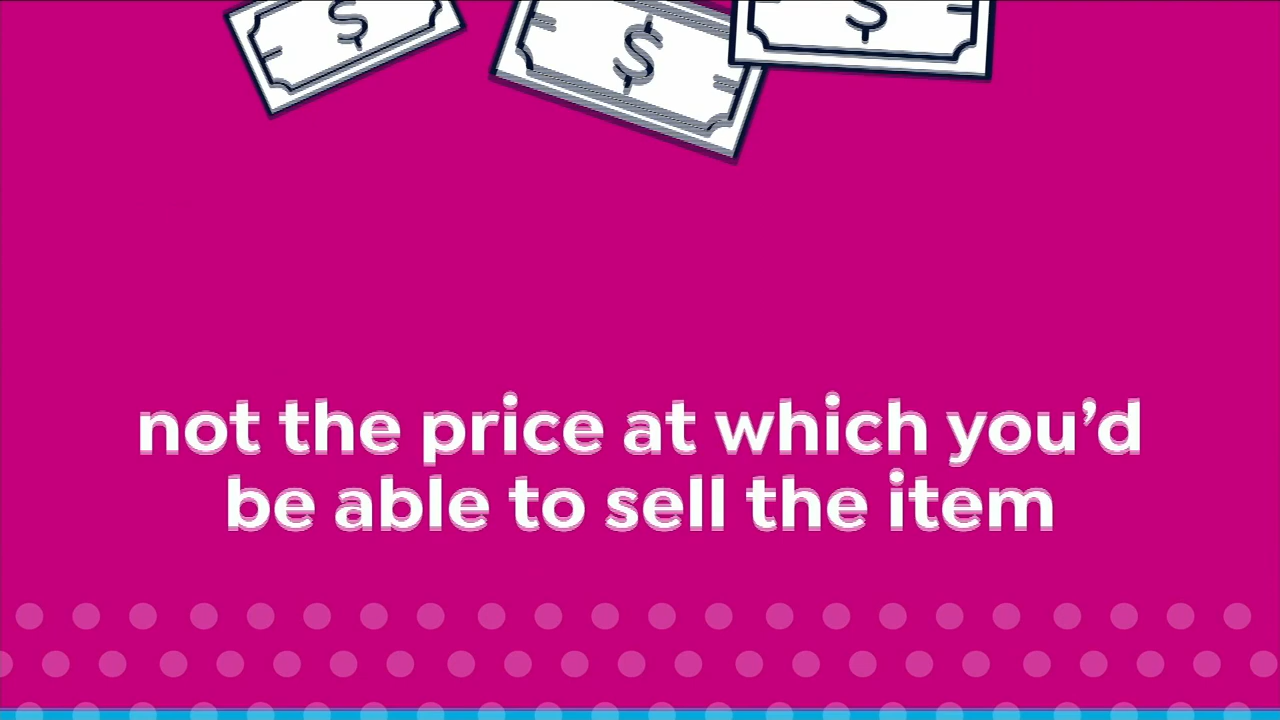 $ $ $
not the price at which you’d
be able to sell the item